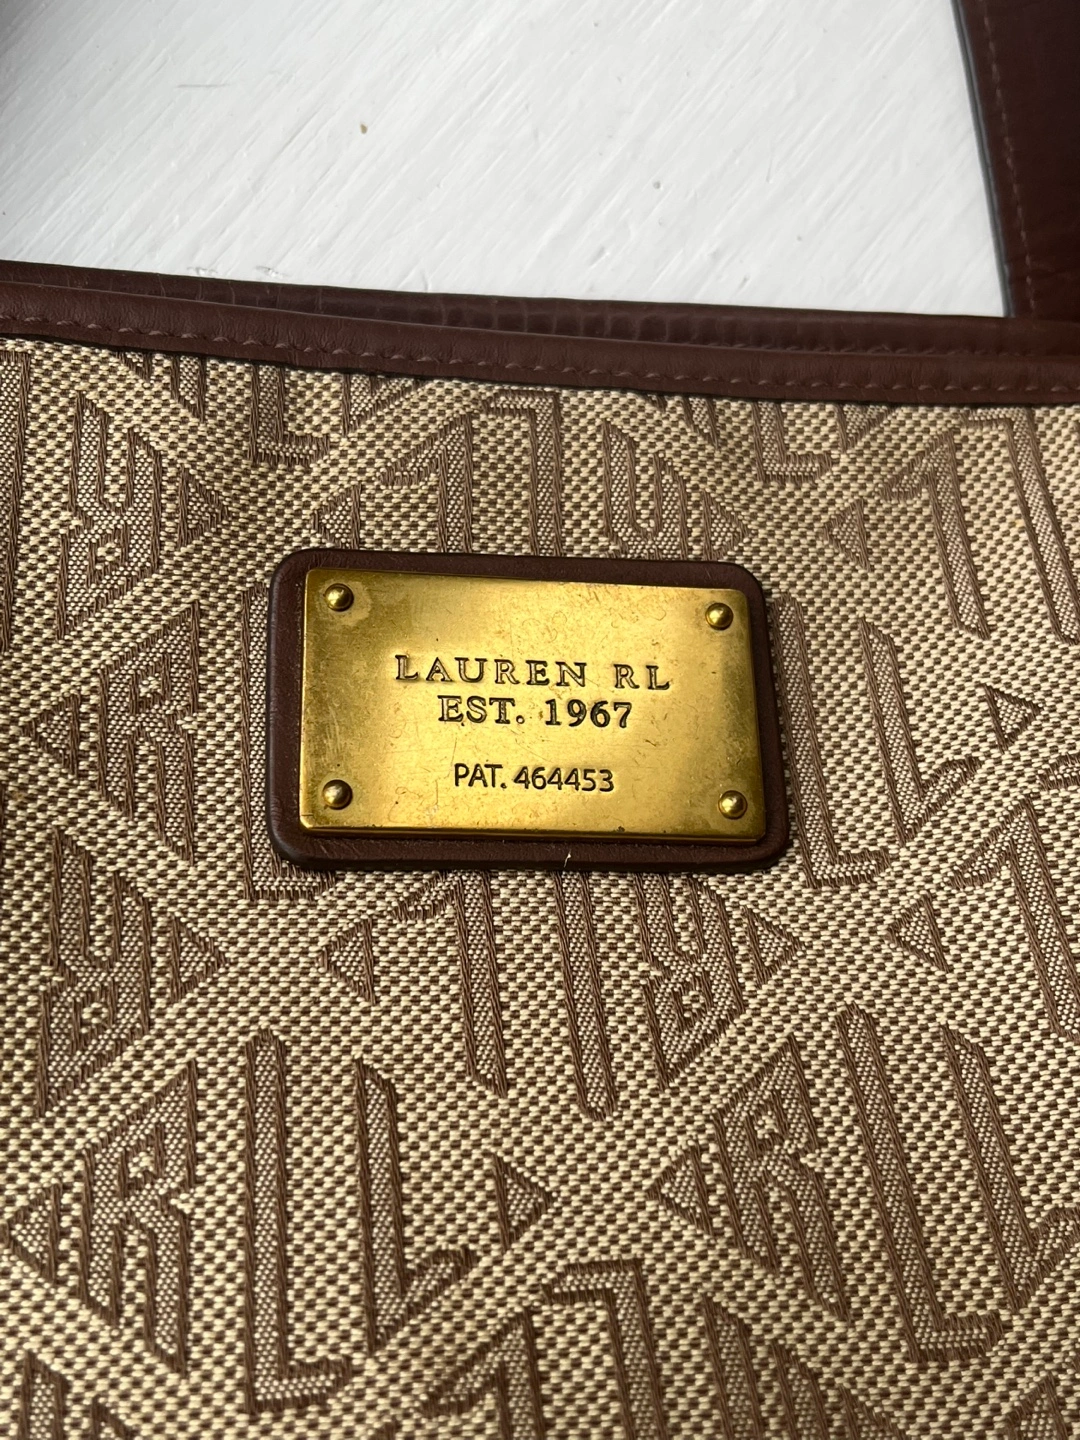 LAUREN RL
EST. 1967
PAT. 464453